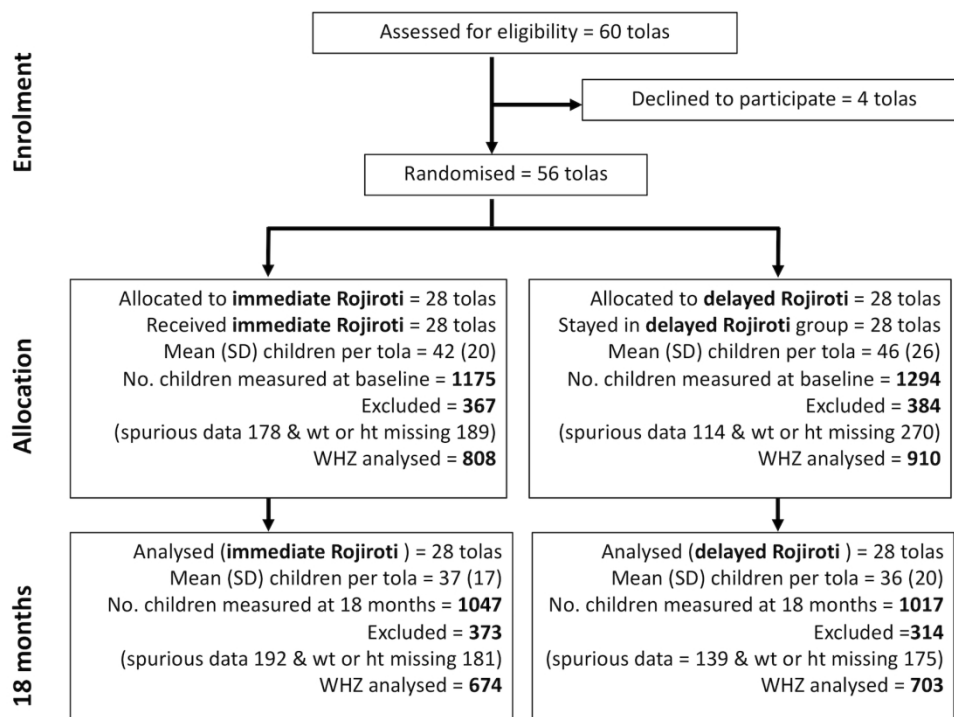 Enrolment
Assessed for eligibility = 60 tolas
Declined to participate = 4 tolas
Randomised = 56 tolas
Allocation
Allocated to immediate Rojiroti = 28 tolas
Received immediate Rojiroti = 28 tolas
Mean (SD) children per tola = 42 (20)
No. children measured at baseline = 1175
Excluded = 367
(spurious data 178 & wt or ht missing 189)
WHZ analysed = 808
Allocated to delayed Rojiroti = 28 tolas
Stayed in delayed Rojiroti group = 28 tolas
Mean (SD) children per tola = 46 (26)
No. children measured at baseline = 1294
Excluded = 384
(spurious data 114 & wt or ht missing 270)
WHZ analysed = 910
18 months
Analysed (immediate Rojiroti ) = 28 tolas
Mean (SD) children per tola = 37 (17)
No. children measured at 18 months = 1047
Excluded = 373
(spurious data 192 & wt or ht missing 181)
WHZ analysed = 674
Analysed (delayed Rojiroti ) = 28 tolas
Mean (SD) children per tola = 36 (20)
No. children measured at 18 months = 1017
Excluded =314
(spurious data = 139 & wt or ht missing 175)
WHZ analysed = 703